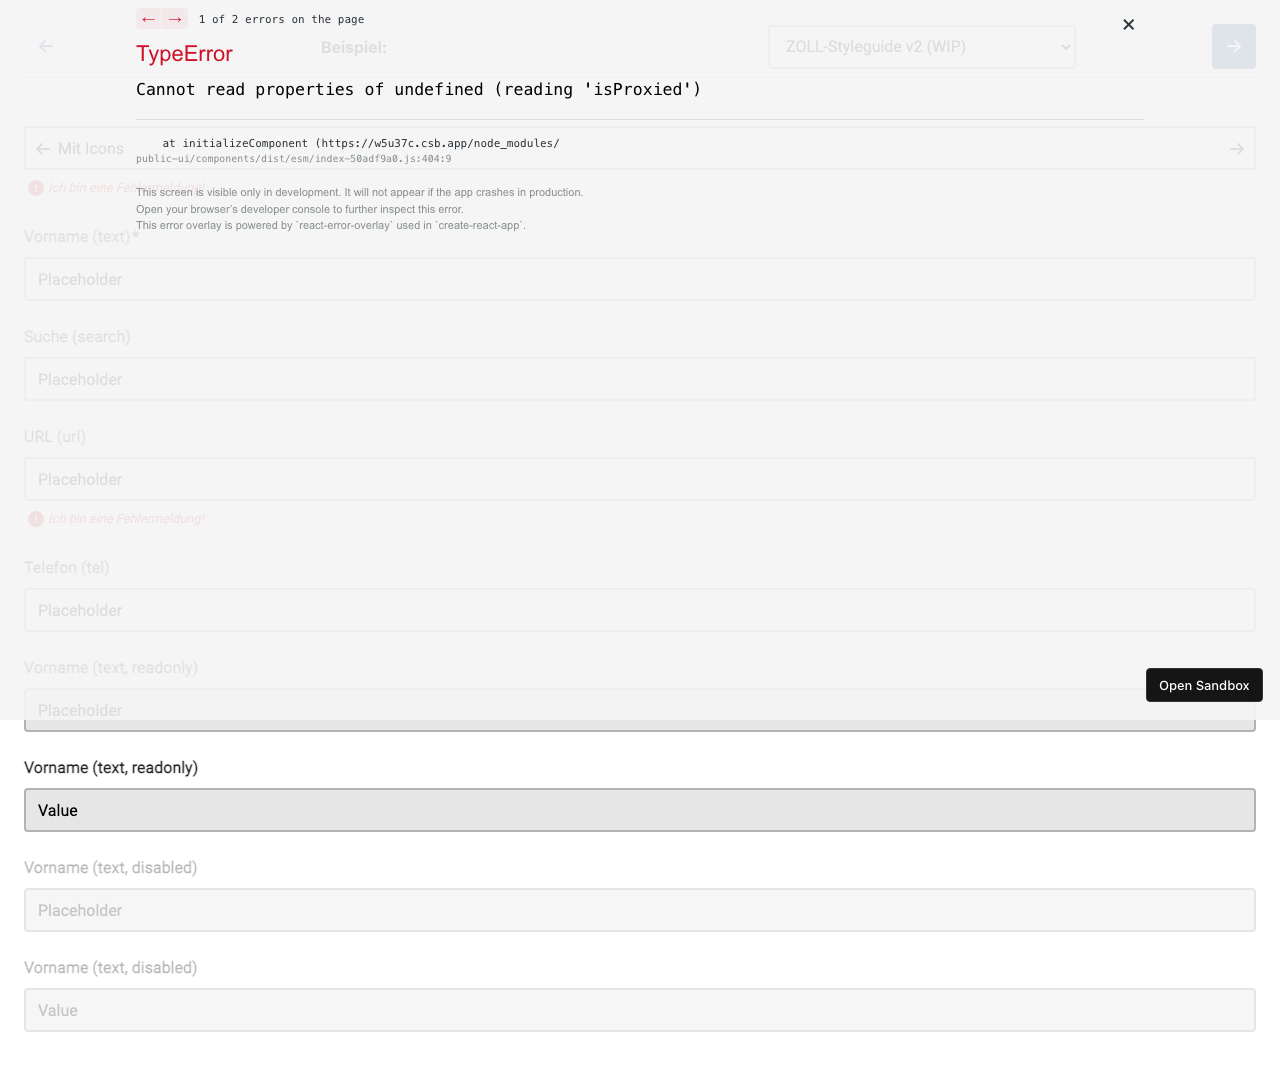 ← → 1 of 2 errors on the page
TypeError
Beispiel:
ZOLL-Styleguide v2 (WIP)
Cannot read properties of undefined (reading 'isProxied')
at initializeComponent (https://w5u37c.csb.app/node_modules/
Mit Icons
public-ui/components/dist/esm/index-50adf9a0.js:404:9
Ich bin eine Fehlermeldung!
This screen is visible only in development. It will not appear if the app crashes in production.
Open your browser’s developer console to further inspect this error.
This error overlay is powered by `react-error-overlay` used in `create-react-app`.
Vorname (text)*
Placeholder
Suche (search)
Placeholder
URL (url)
Placeholder
Ich bin eine Fehlermeldung!
Telefon (tel)
Placeholder
Vorname (text, readonly)
Open Sandbox
Placeholder
Vorname (text, readonly)
Value
Vorname (text, disabled)
Placeholder
Vorname (text, disabled)
Value